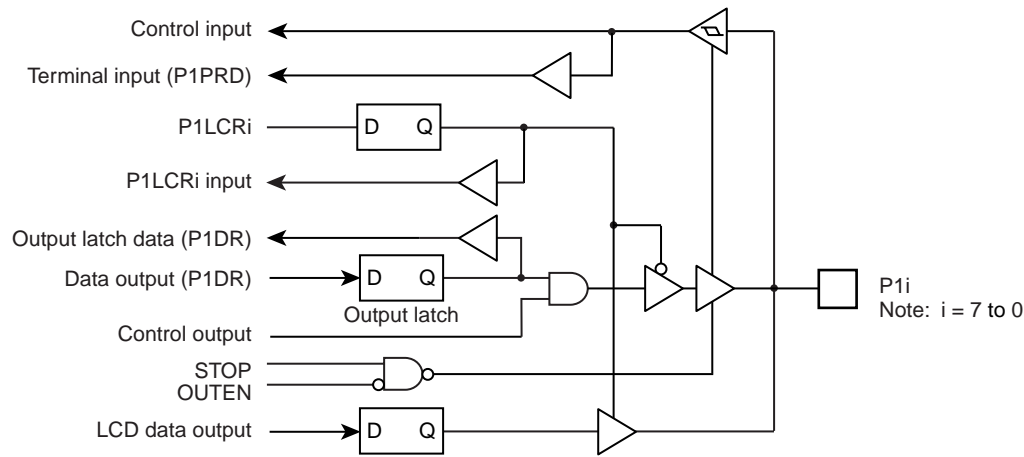 Control input
Terminal input (P1PRD)
P1LCRi
D Q
P1LCRi input
Output latch data (P1DR)
Data output (P1DR)
D Q
Output latch
P1i
Note: i = 7 to 0
Control output
STOP
OUTEN
LCD data output
D Q